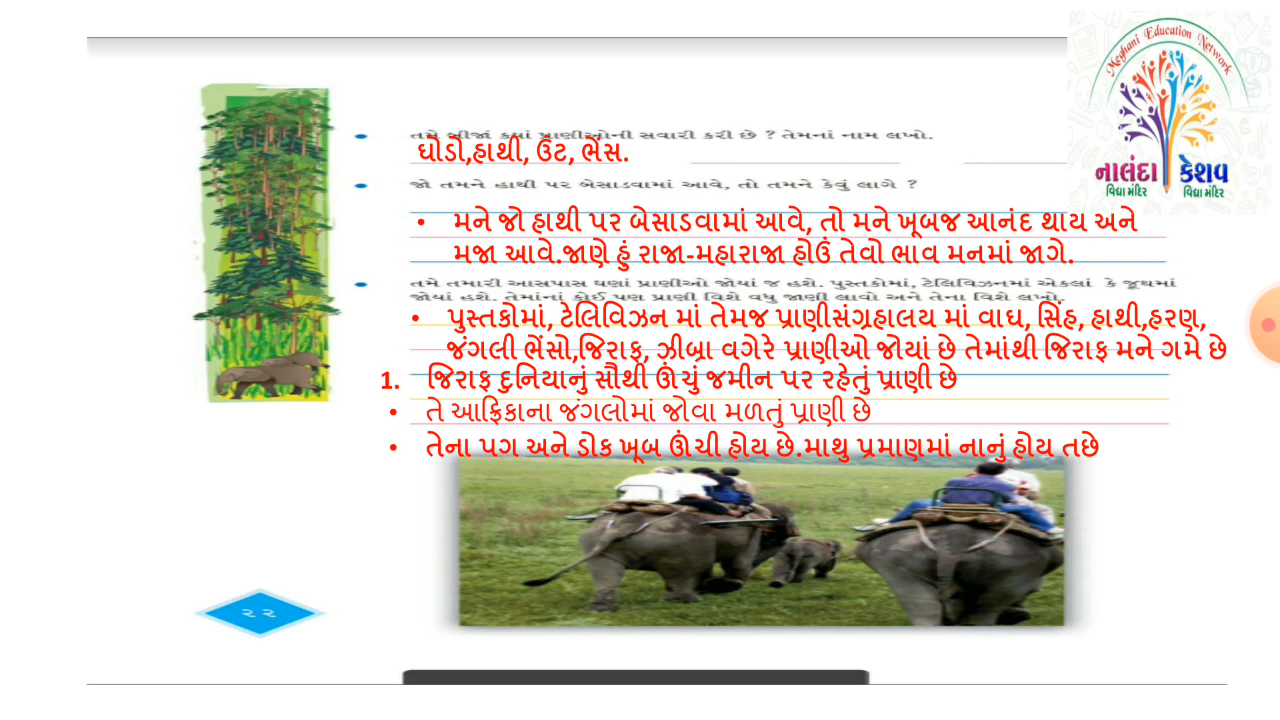 Meghani Education Network
નાલંદા કેશવ
વિદ્યા મંદિર વિદ્યા મંદિર
તમે બીજાં કયાં પ્રાણીઓની સવારી કરી છે ? તેમનાં નામ લખો.
ઘોડો,હાથી, ઉંટ, ભેંસ.
જો તમને હાથી પર બેસાડવામાં આવે, તો તમને કેવું લાગે ?
• મને જો હાથી પર બેસાડવામાં આવે, તો મને ખૂબજ આનંદ થાય અને
મજા આવે.જાણે હું રાજા-મહારાજા હોઉં તેવો ભાવ મનમાં જાગે.
તમે તમારી આસપાસ ઘણાં પ્રાણીઓ જોયાં જ હશે. પુસ્તકોમાં, ટેલિવિઝનમાં એકલાં કે જૂથમાં
જોયાં હશે. તેમાંનાં કોઈ પણ પ્રાણી વિશે વધુ જાણી લાવો અને તેના વિશે લખો.
• પુસ્તકોમાં, ટેલિવિઝન માં તેમજ પ્રાણીસંગ્રહાલય માં વાઘ, સિંહ, હાથી,હરણ,
જંગલી ભેંસો,જિરાફ, ઝીબ્રા વગેરે પ્રાણીઓ જોયાં છે તેમાંથી જિરાફ મને ગમે છે
1. જિરાફ દુનિયાનું સૌથી ઊંચું જમીન પર રહેતું પ્રાણી છે
• તે આફ્રિકાના જંગલોમાં જોવા મળતું પ્રાણી છે
• તેના પગ અને ડોક ખૂબ ઊંચી હોય છે.માથુ પ્રમાણમાં નાનું હોય તછે
૨૨